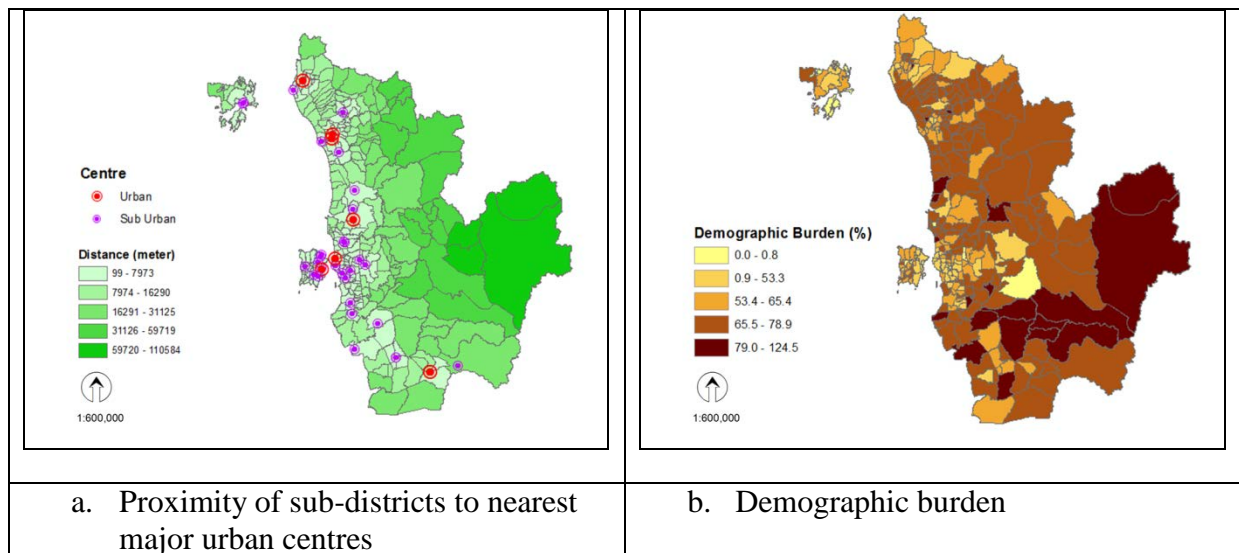 Centre
Urban
Sub Urban
Distance (meter)
99 - 7973
7974 - 16290
16291 - 31125
31126 - 59719
59720 - 110584
1:600,000
Demographic Burden (%)
0.0 - 0.8
0.9 - 53.3
53.4 - 65.4
65.5 - 78.9
79.0 - 124.5
1:600,000
a. Proximity of sub-districts to nearest
major urban centres
b. Demographic burden